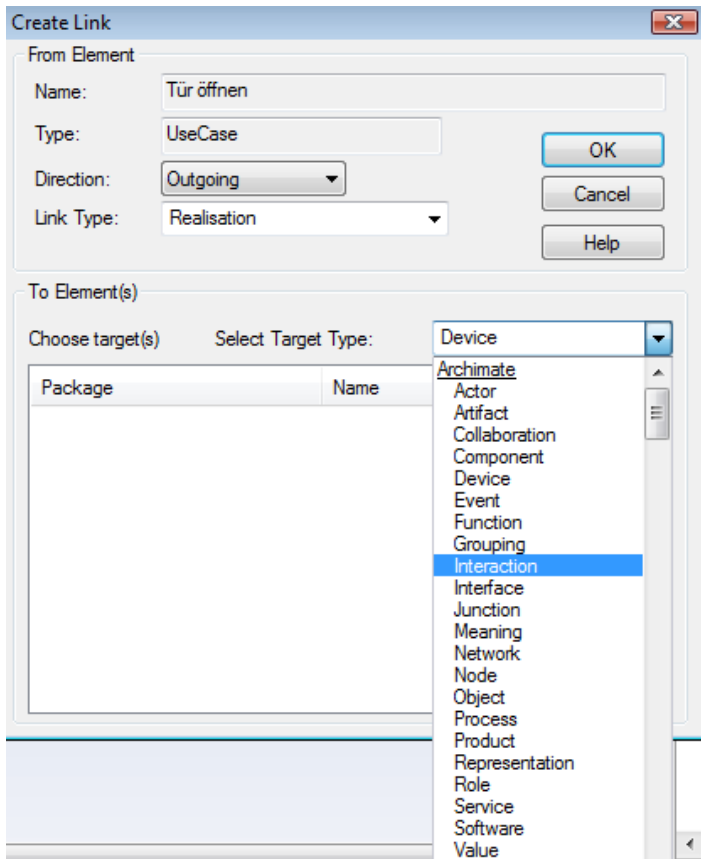 Create Link
From Element
Name: Tür öffnen
Type: UseCase
OK
Direction: Outgoing
Cancel
Link Type: Realisation
Help
To Element(s)
Choose target(s) Select Target Type: Device
Package Name
Archimate
Actor
Artifact
Collaboration
Component
Device
Event
Function
Grouping
Interaction
Interface
Junction
Meaning
Network
Node
Object
Process
Product
Representation
Role
Service
Software
Value